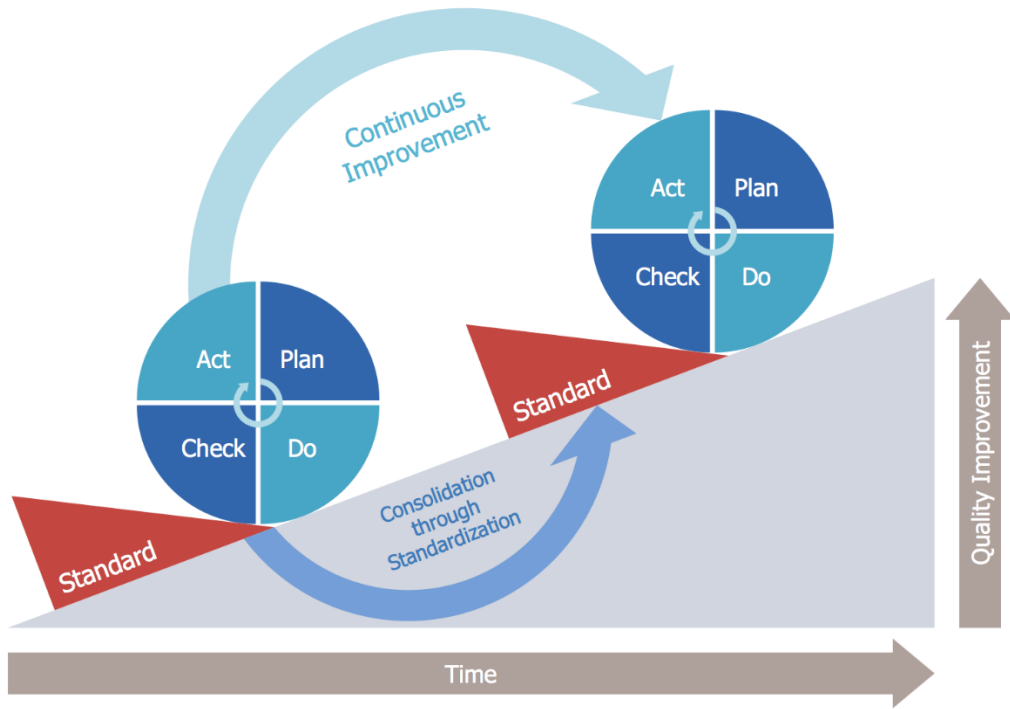 Continuous
Improvement
Act
Plan
Check
Do
Act
Plan
Check
Do
Standard
Standard
Consolidation
through
Standardization
Quality Improvement
Time